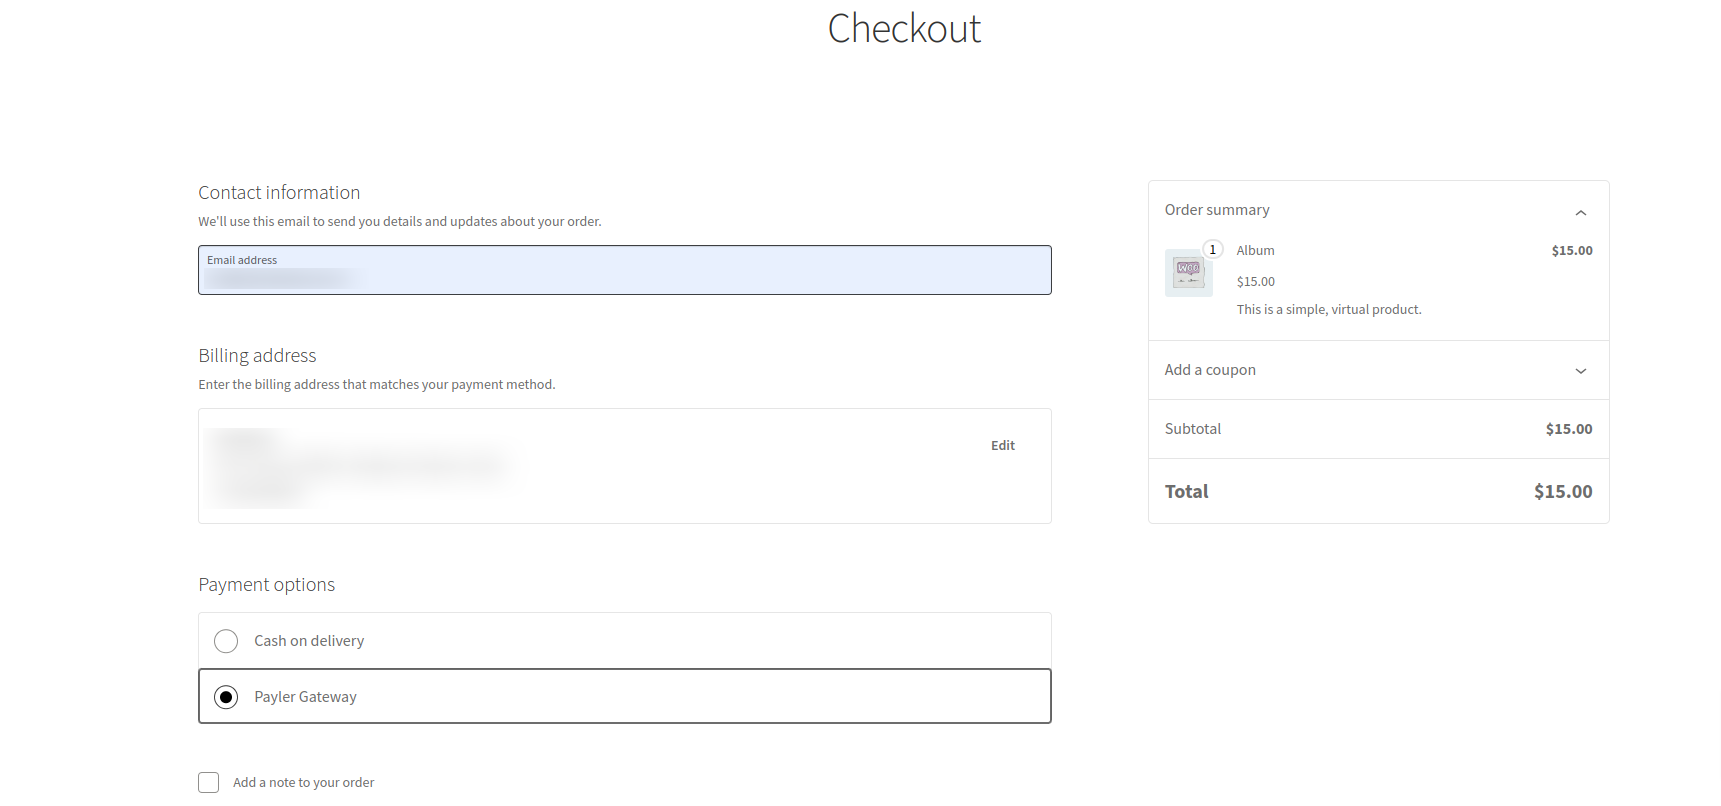 Checkout
Contact information
We'll use this email to send you details and updates about your order.
Email address
Billing address
Enter the billing address that matches your payment method.
Edit
Payment options
Cash on delivery
Payler Gateway
Add a note to your order
Order summary
1
Woo
Album $15.00
$15.00
This is a simple, virtual product.
Add a coupon
Subtotal $15.00
Total $15.00